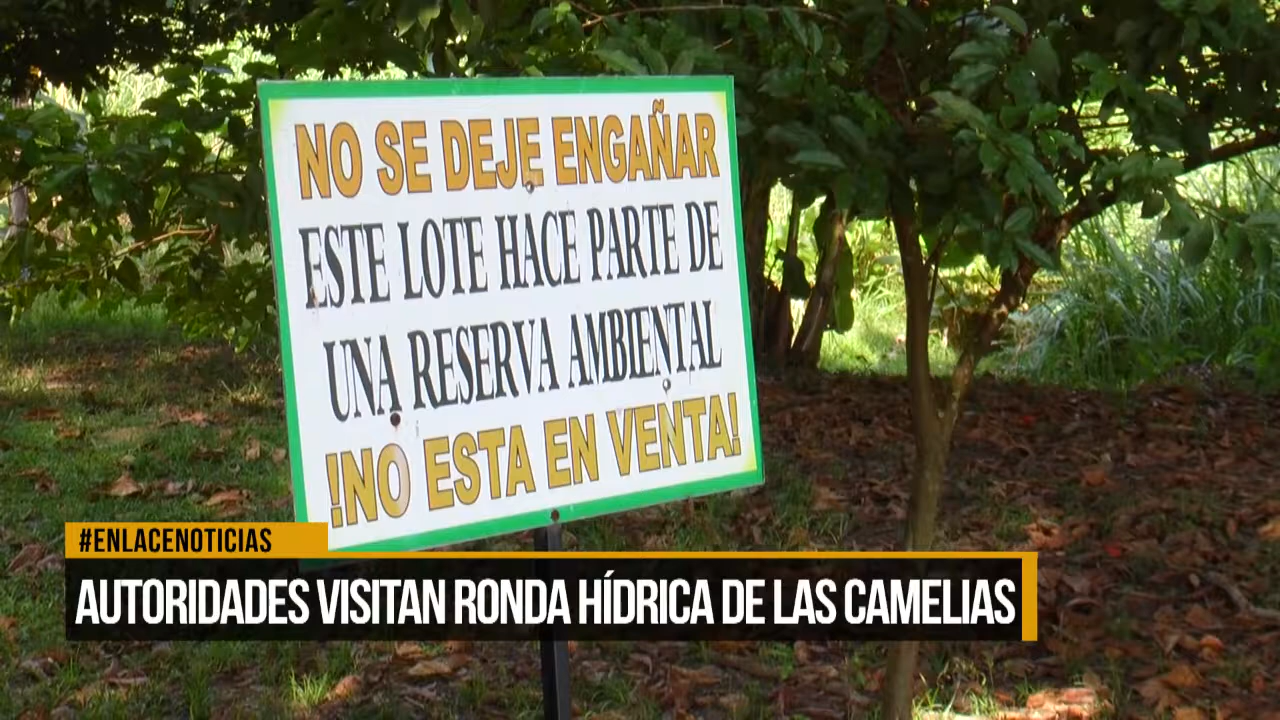 NO SE DEJE ENGAÑAR
ESTE LOTE HACE PARTE DE
UNA RESERVA AMBIENTAL
!NO ESTA EN VENTA!
#ENLACENOTICIAS
AUTORIDADES VISITAN RONDA HÍDRICA DE LAS CAMELIAS